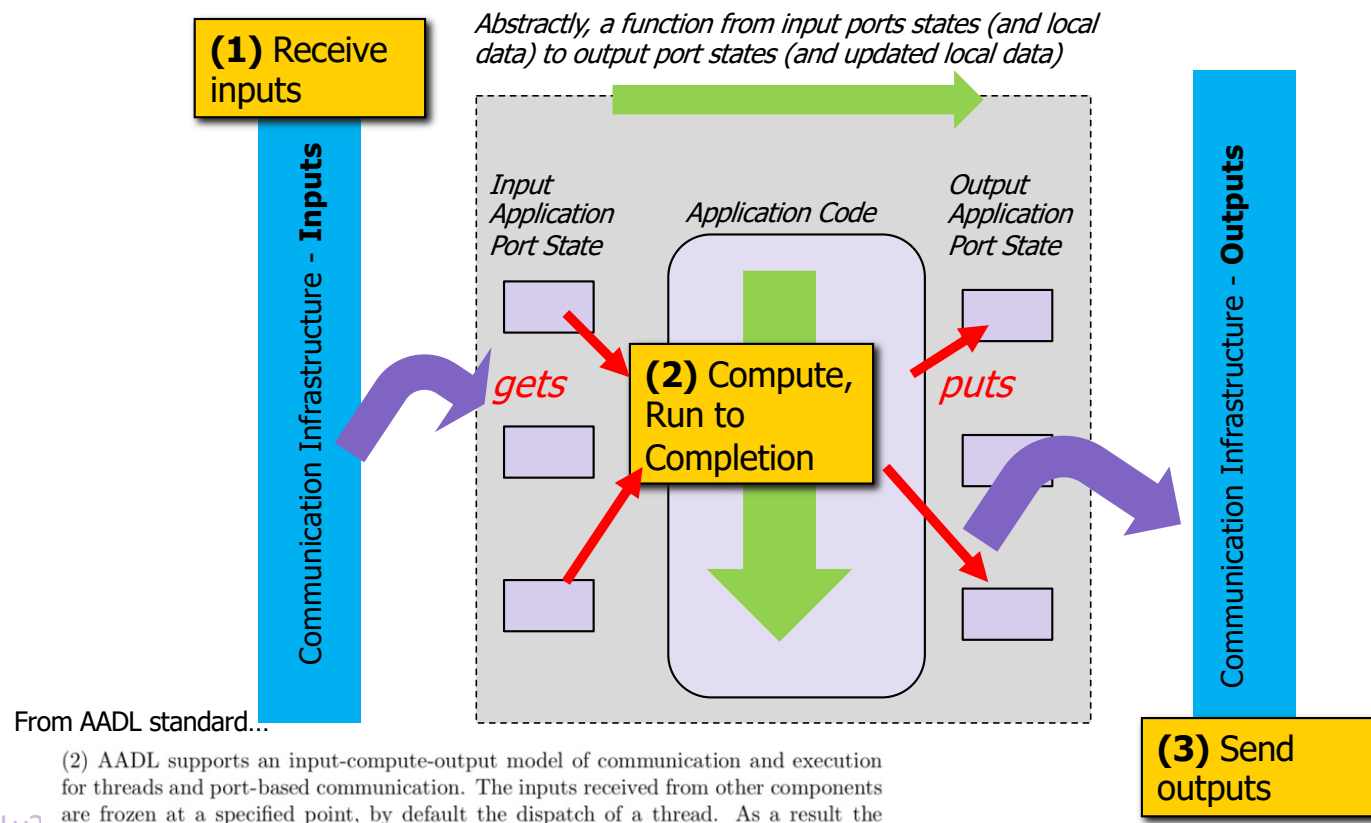 Abstractly, a function from input ports states (and local
data) to output port states (and updated local data)
(1) Receive
inputs
Communication Infrastructure - Inputs
Input
Application
Port State
Application Code
Output
Application
Port State
gets
(2) Compute,
Run to
Completion
puts
Communication Infrastructure - Outputs
(3) Send
outputs
From AADL standard...
(2) AADL supports an input-compute-output model of communication and execution
for threads and port-based communication. The inputs received from other components
are frozen at a specified point, by default the dispatch of a thread. As a result the